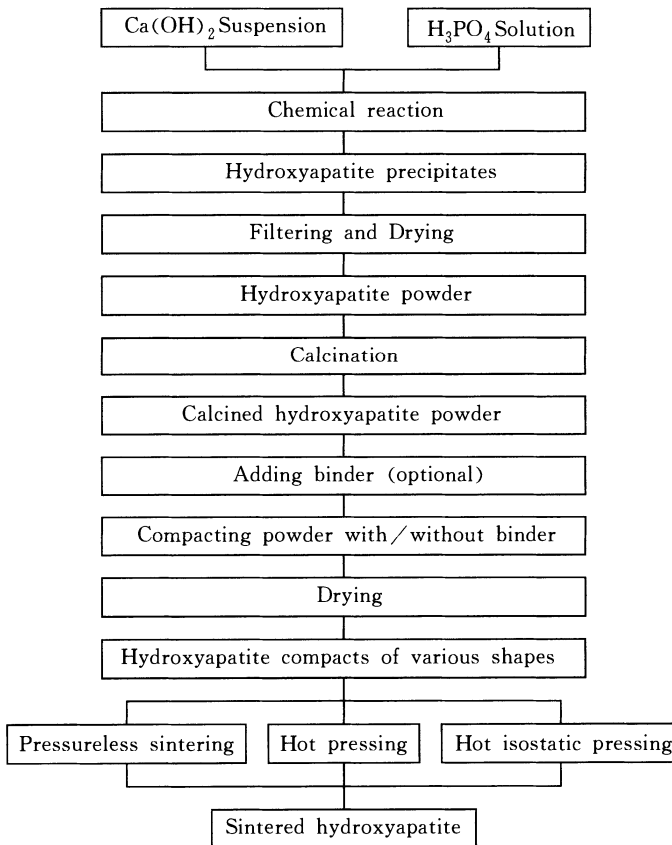 Ca(OH)₂ Suspension
H₃PO₄ Solution
Chemical reaction
Hydroxyapatite precipitates
Filtering and Drying
Hydroxyapatite powder
Calcination
Calcined hydroxyapatite powder
Adding binder (optional)
Compacting powder with/without binder
Drying
Hydroxyapatite compacts of various shapes
Pressureless sintering
Hot pressing
Hot isostatic pressing
Sintered hydroxyapatite